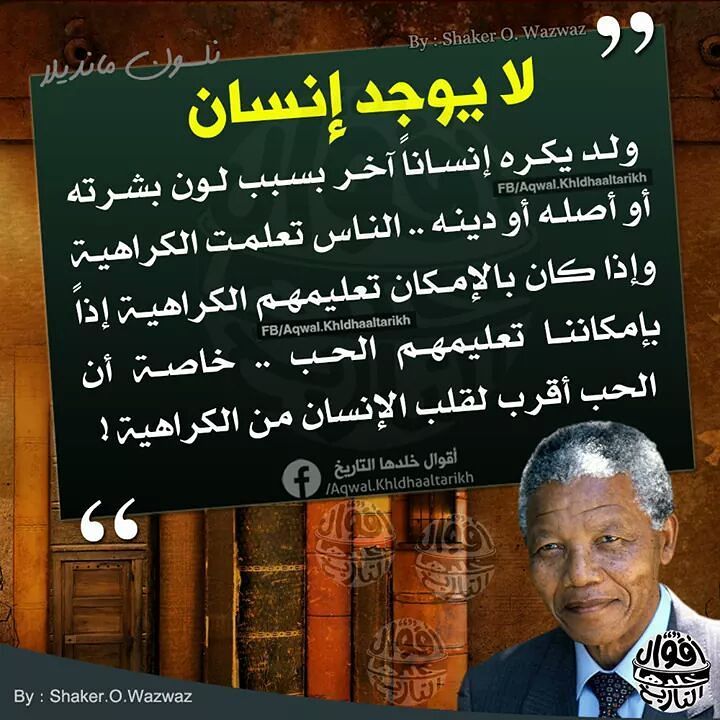 By : Shaker O. Wazwaz
نلسون مانديلا
لا يوجد إنسان
ولد يكره إنساناً آخر بسبب لون بشرته
FB/Aqwal.Khldhaaltarikh
أو أصله أو دينه .. الناس تعلمت الكراهية
وإذا كان بالإمكان تعليمهم الكراهية إذاً
FB/Aqwal.Khldhaaltarikh
بإمكاننا تعليمهم الحب .. خاصة أن
الحب أقرب لقلب الإنسان من الكراهية !
أقوال خلدها التاريخ
/Aqwal.Khldhaaltarikh
أقوال
خلدها
التاريخ
By : Shaker.O.Wazwaz